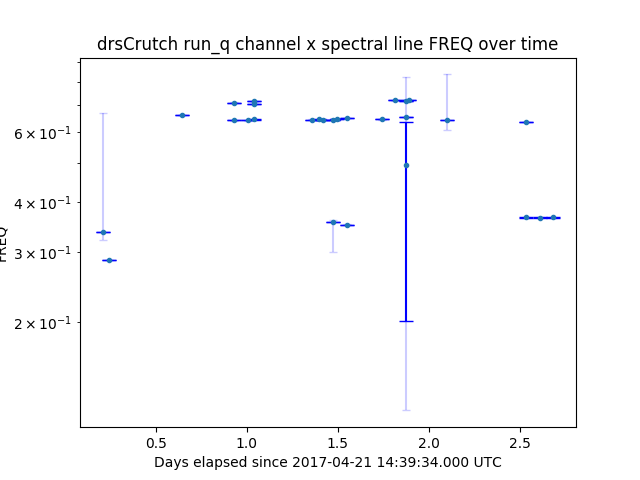 drsCrutch run_q channel x spectral line FREQ over time
6 × 10⁻¹
4 × 10⁻¹
3 × 10⁻¹
2 × 10⁻¹
FREQ
0.5 1.0 1.5 2.0 2.5
Days elapsed since 2017-04-21 14:39:34.000 UTC